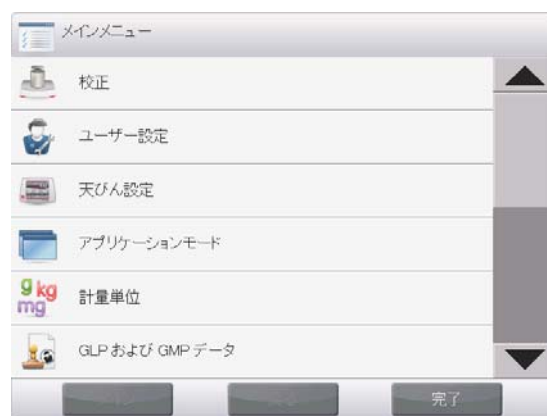 メインメニュー
校正
ユーザー設定
天びん設定
アプリケーションモード
g kg
mg
計量単位
GLP および GMP データ
完了